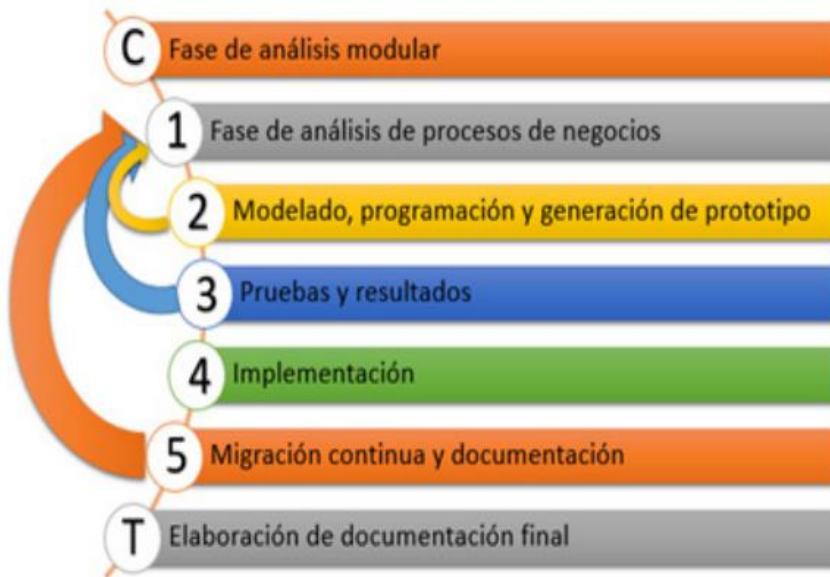 C Fase de análisis modular
1 Fase de análisis de procesos de negocios
2 Modelado, programación y generación de prototipo
3 Pruebas y resultados
4 Implementación
5 Migración continua y documentación
T Elaboración de documentación final